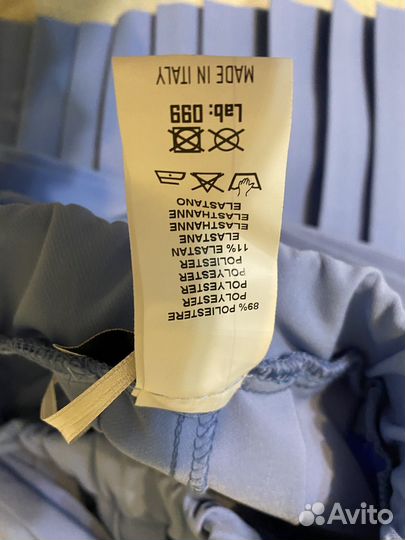 89% POLIESTERE
POLYESTER
POLYESTER
POLIESTER
11% ELASTAN
ELASTANE
ELASTHANNE
ELASTHANNE
ELASTANO
Lab: 099
MADE IN ITALY
Avito